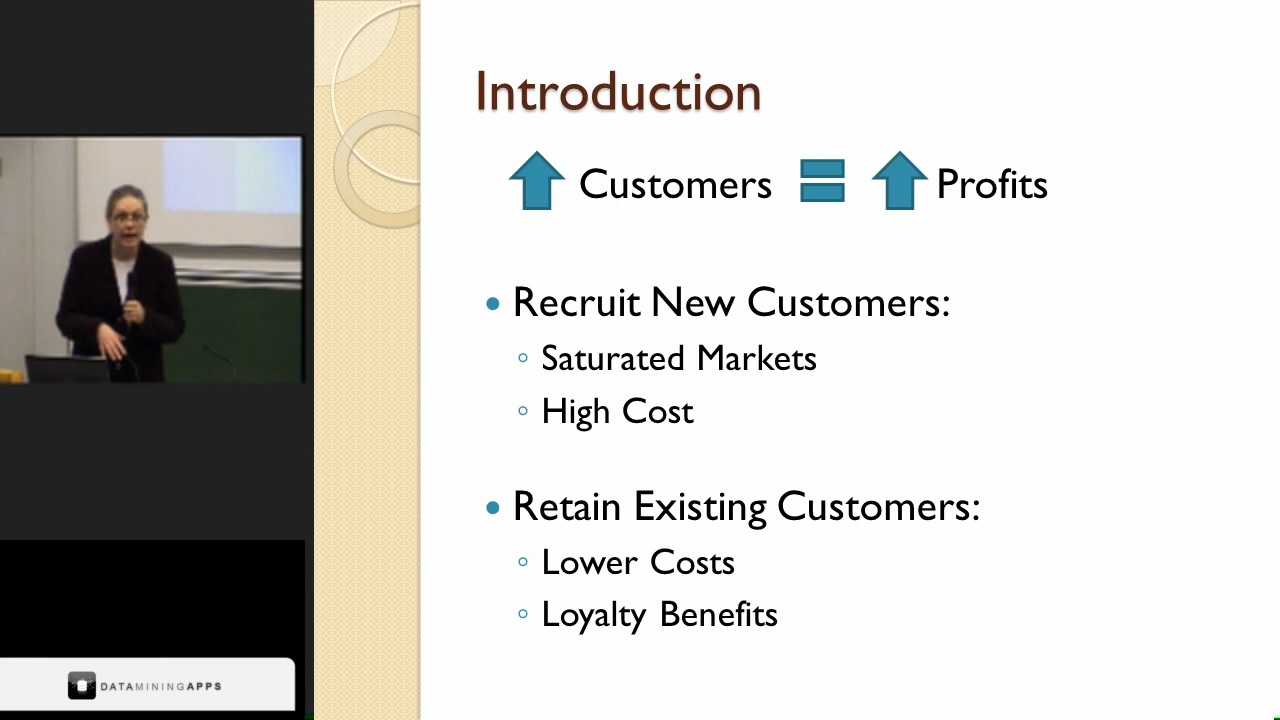 Introduction
Customers = Profits
• Recruit New Customers:
◦ Saturated Markets
◦ High Cost
• Retain Existing Customers:
◦ Lower Costs
◦ Loyalty Benefits
DATAMININGAPPS